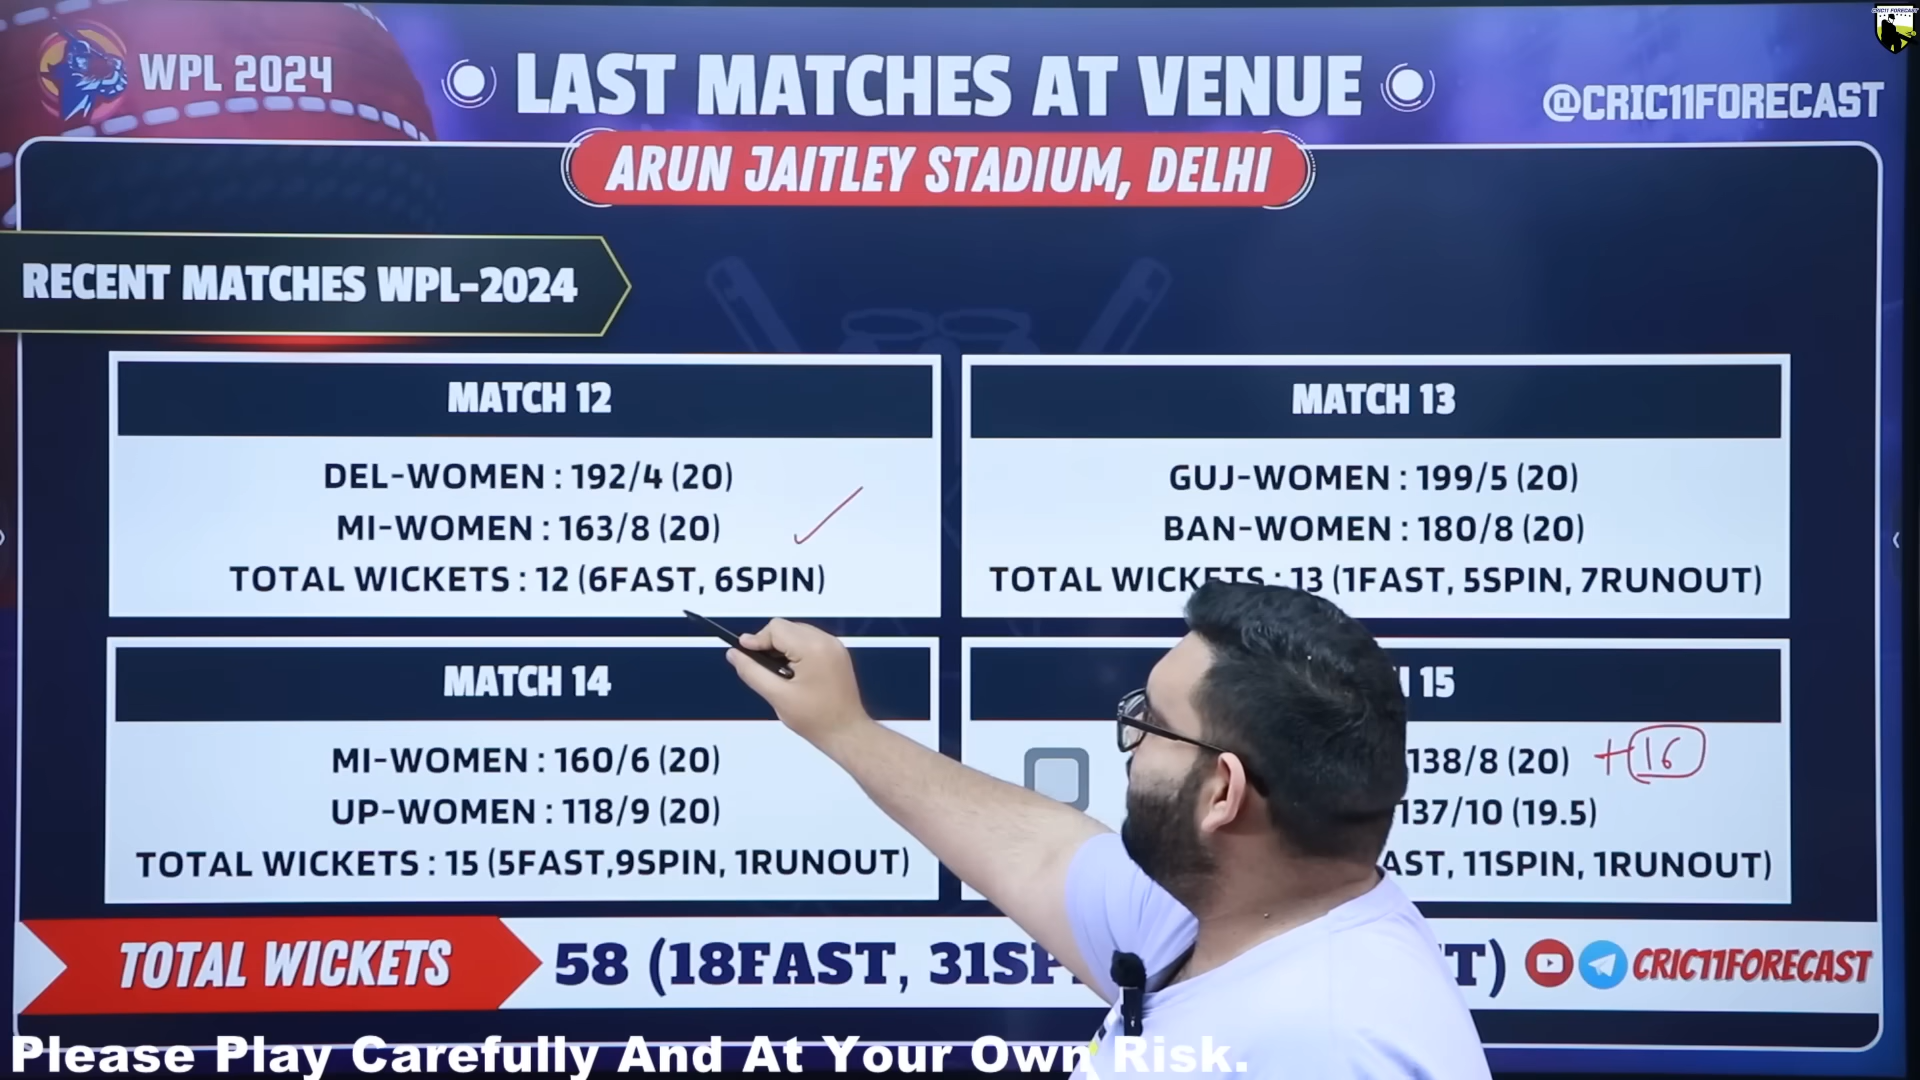 WPL 2024
LAST MATCHES AT VENUE
@CRIC11FORECAST
CRIC11 FORECAST
ARUN JAITLEY STADIUM, DELHI
RECENT MATCHES WPL-2024
MATCH 12
DEL-WOMEN : 192/4 (20)
MI-WOMEN : 163/8 (20)
TOTAL WICKETS : 12 (6FAST, 6SPIN)
MATCH 13
GUJ-WOMEN : 199/5 (20)
BAN-WOMEN : 180/8 (20)
TOTAL WICKETS : 13 (1FAST, 5SPIN, 7RUNOUT)
MATCH 14
MI-WOMEN : 160/6 (20)
UP-WOMEN : 118/9 (20)
TOTAL WICKETS : 15 (5FAST,9SPIN, 1RUNOUT)
15
138/8 (20) +16
137/10 (19.5)
11SPIN, 1RUNOUT)
TOTAL WICKETS
58 (18FAST,
CRIC11FORECAST
Please Play Carefully And At Your Own Risk.